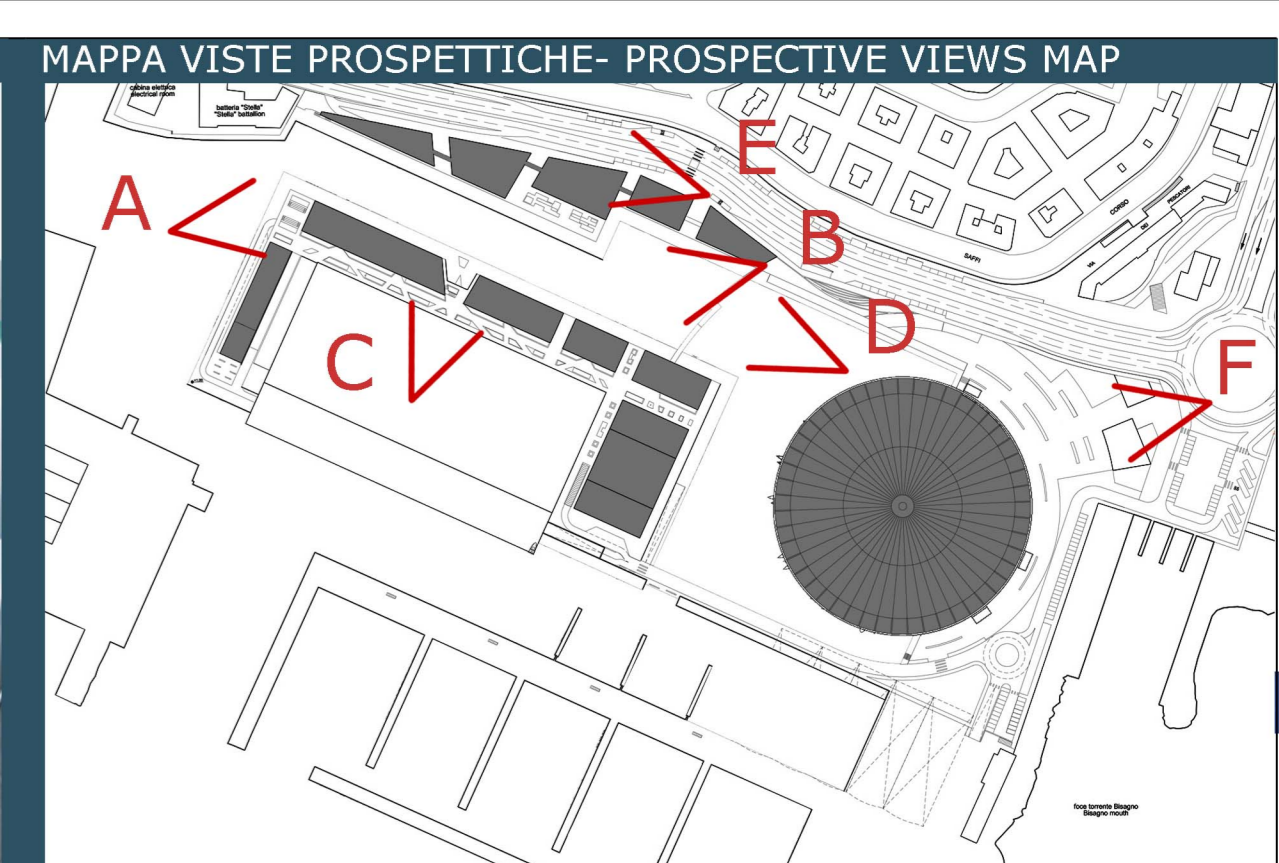 MAPPA VISTE PROSPETTICHE- PROSPECTIVE VIEWS MAP
cabina elettrica
electrical room
batteria "Stella"
"Stella" battallion
E
A
CORSO
PESCATORI
DEI
VIA
B
SAFFI
D
C
F
foce torrente Bisagno
Bisagno mouth